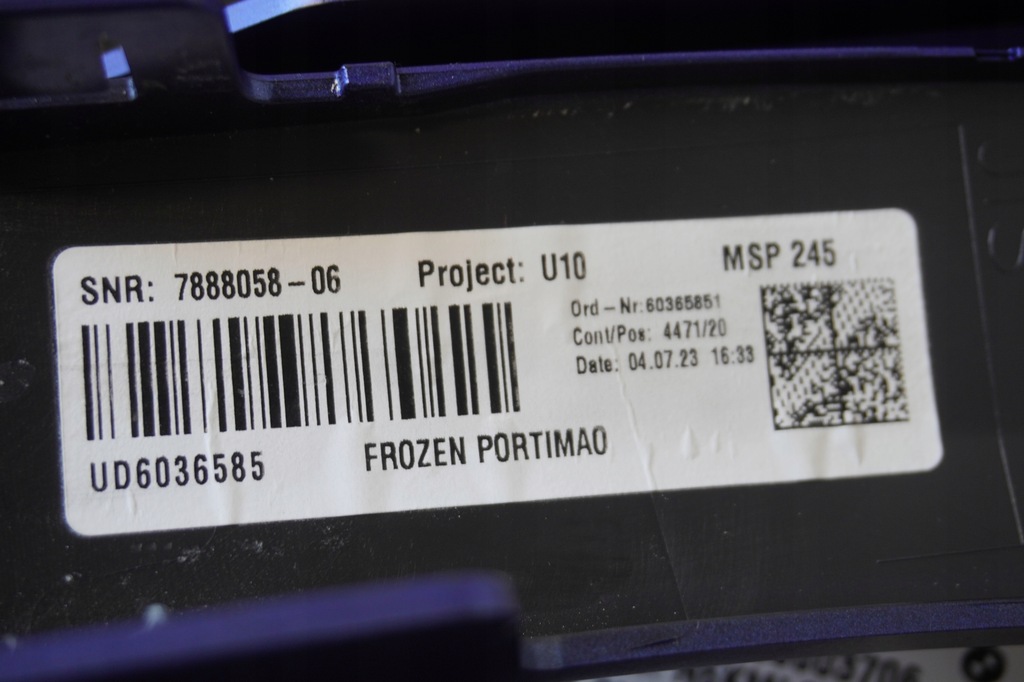 SNR: 7888058-06 Project: U10 MSP 245
Ord-Nr:60365851
Cont/Pos: 4471/20
Date: 04.07.23 16:33
UD6036585 FROZEN PORTIMAO